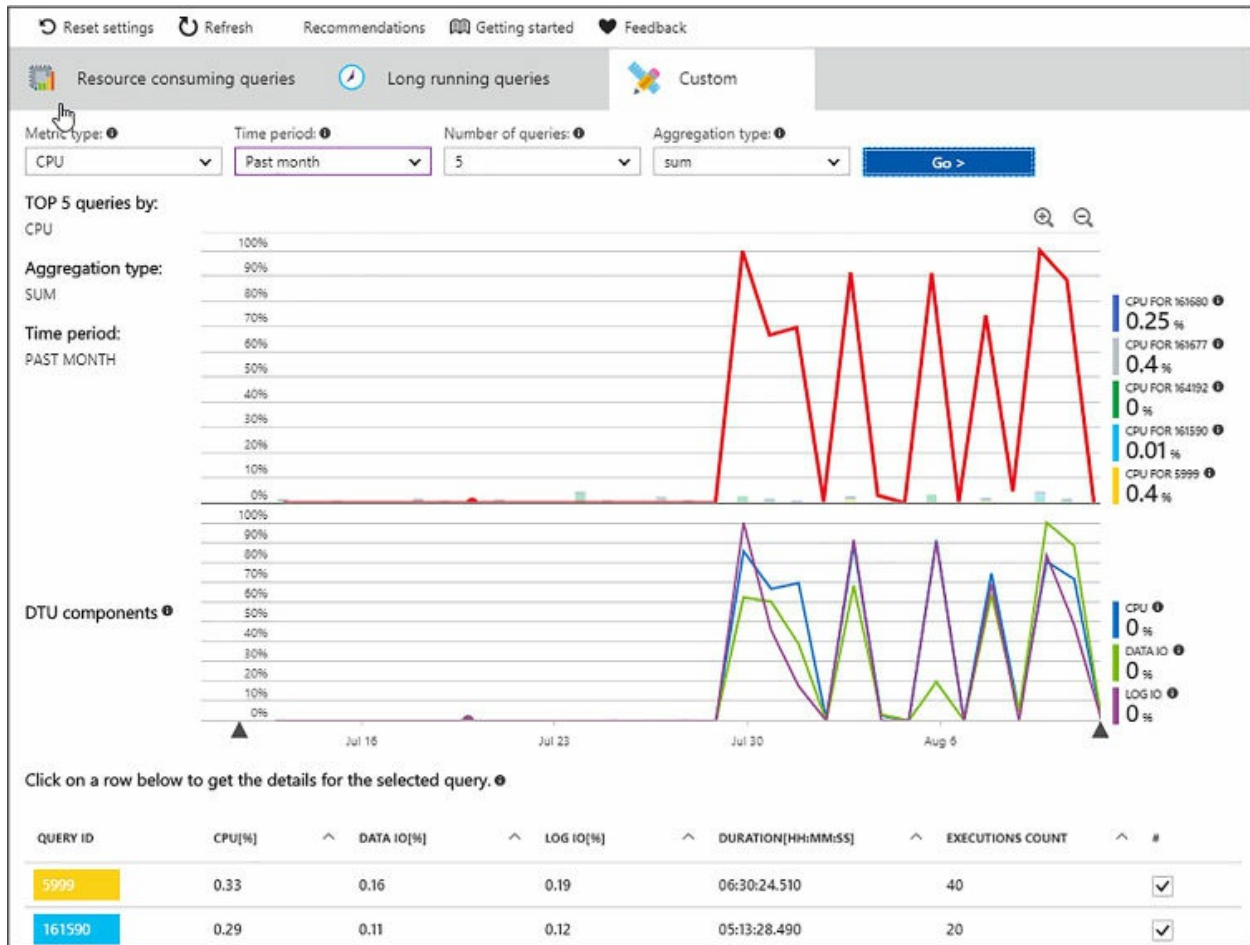 Reset settings Refresh Recommendations Getting started Feedback
Resource consuming queries Long running queries Custom
Metric type: Time period: Number of queries: Aggregation type:
CPU Past month 5 sum Go >
TOP 5 queries by:
CPU
Aggregation type:
SUM
Time period:
PAST MONTH
100%
90%
80%
70%
60%
50%
40%
30%
20%
10%
0%
CPU FOR 161680
0.25 %
CPU FOR 161677
0.4 %
CPU FOR 164192
0 %
CPU FOR 161590
0.01 %
CPU FOR 5999
0.4 %
DTU components
100%
90%
80%
70%
60%
50%
40%
30%
20%
10%
0%
CPU
0 %
DATA IO
0 %
LOG IO
0 %
Jul 16 Jul 23 Jul 30 Aug 6
Click on a row below to get the details for the selected query.
QUERY ID CPU[%] DATA IO[%] LOG IO[%] DURATION[HH:MM:SS] EXECUTIONS COUNT #
5999 0.33 0.16 0.19 06:30:24.510 40
161590 0.29 0.11 0.12 05:13:28.490 20